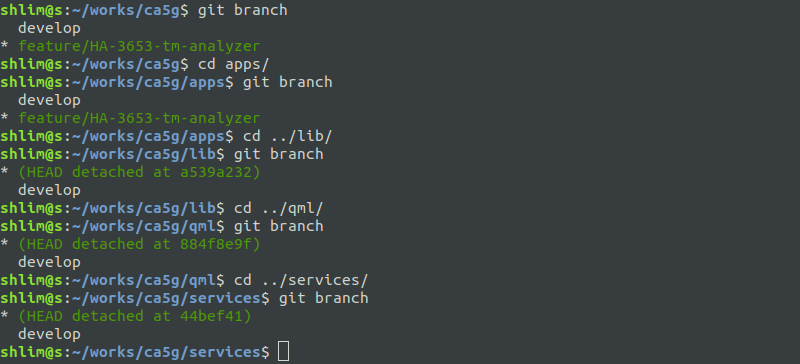 shlim@s:~/works/ca5g$ git branch
  develop
* feature/HA-3653-tm-analyzer
shlim@s:~/works/ca5g$ cd apps/
shlim@s:~/works/ca5g/apps$ git branch
  develop
* feature/HA-3653-tm-analyzer
shlim@s:~/works/ca5g/apps$ cd ../lib/
shlim@s:~/works/ca5g/lib$ git branch
* (HEAD detached at a539a232)
  develop
shlim@s:~/works/ca5g/lib$ cd ../qml/
shlim@s:~/works/ca5g/qml$ git branch
* (HEAD detached at 884f8e9f)
  develop
shlim@s:~/works/ca5g/qml$ cd ../services/
shlim@s:~/works/ca5g/services$ git branch
* (HEAD detached at 44bef41)
  develop
shlim@s:~/works/ca5g/services$